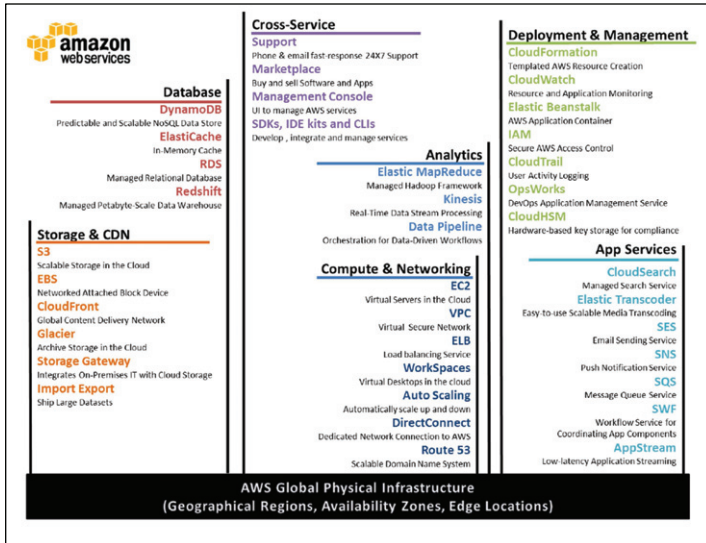 amazon
webservices
Database
DynamoDB
Predictable and Scalable NoSQL Data Store
ElastiCache
In-Memory Cache
RDS
Managed Relational Database
Redshift
Managed Petabyte-Scale Data Warehouse
Storage & CDN
S3
Scalable Storage in the Cloud
EBS
Networked Attached Block Device
CloudFront
Global Content Delivery Network
Glacier
Archive Storage in the Cloud
Storage Gateway
Integrates On-Premises IT with Cloud Storage
Import Export
Ship Large Datasets
Cross-Service
Support
Phone & email fast-response 24X7 Support
Marketplace
Buy and sell Software and Apps
Management Console
UI to manage AWS services
SDKs, IDE kits and CLIs
Develop , integrate and manage services
Analytics
Elastic MapReduce
Managed Hadoop Framework
Kinesis
Real-Time Data Stream Processing
Data Pipeline
Orchestration for Data-Driven Workflows
Compute & Networking
EC2
Virtual Servers in the Cloud
VPC
Virtual Secure Network
ELB
Load balancing Service
WorkSpaces
Virtual Desktops in the cloud
Auto Scaling
Automatically scale up and down
DirectConnect
Dedicated Network Connection to AWS
Route 53
Scalable Domain Name System
Deployment & Management
CloudFormation
Templated AWS Resource Creation
CloudWatch
Resource and Application Monitoring
Elastic Beanstalk
AWS Application Container
IAM
Secure AWS Access Control
CloudTrail
User Activity Logging
OpsWorks
DevOps Application Management Service
CloudHSM
Hardware-based key storage for compliance
App Services
CloudSearch
Managed Search Service
Elastic Transcoder
Easy-to-use Scalable Media Transcoding
SES
Email Sending Service
SNS
Push Notification Service
SQS
Message Queue Service
SWF
Workflow Service for
Coordinating App Components
AppStream
Low-latency Application Streaming
AWS Global Physical Infrastructure
(Geographical Regions, Availability Zones, Edge Locations)